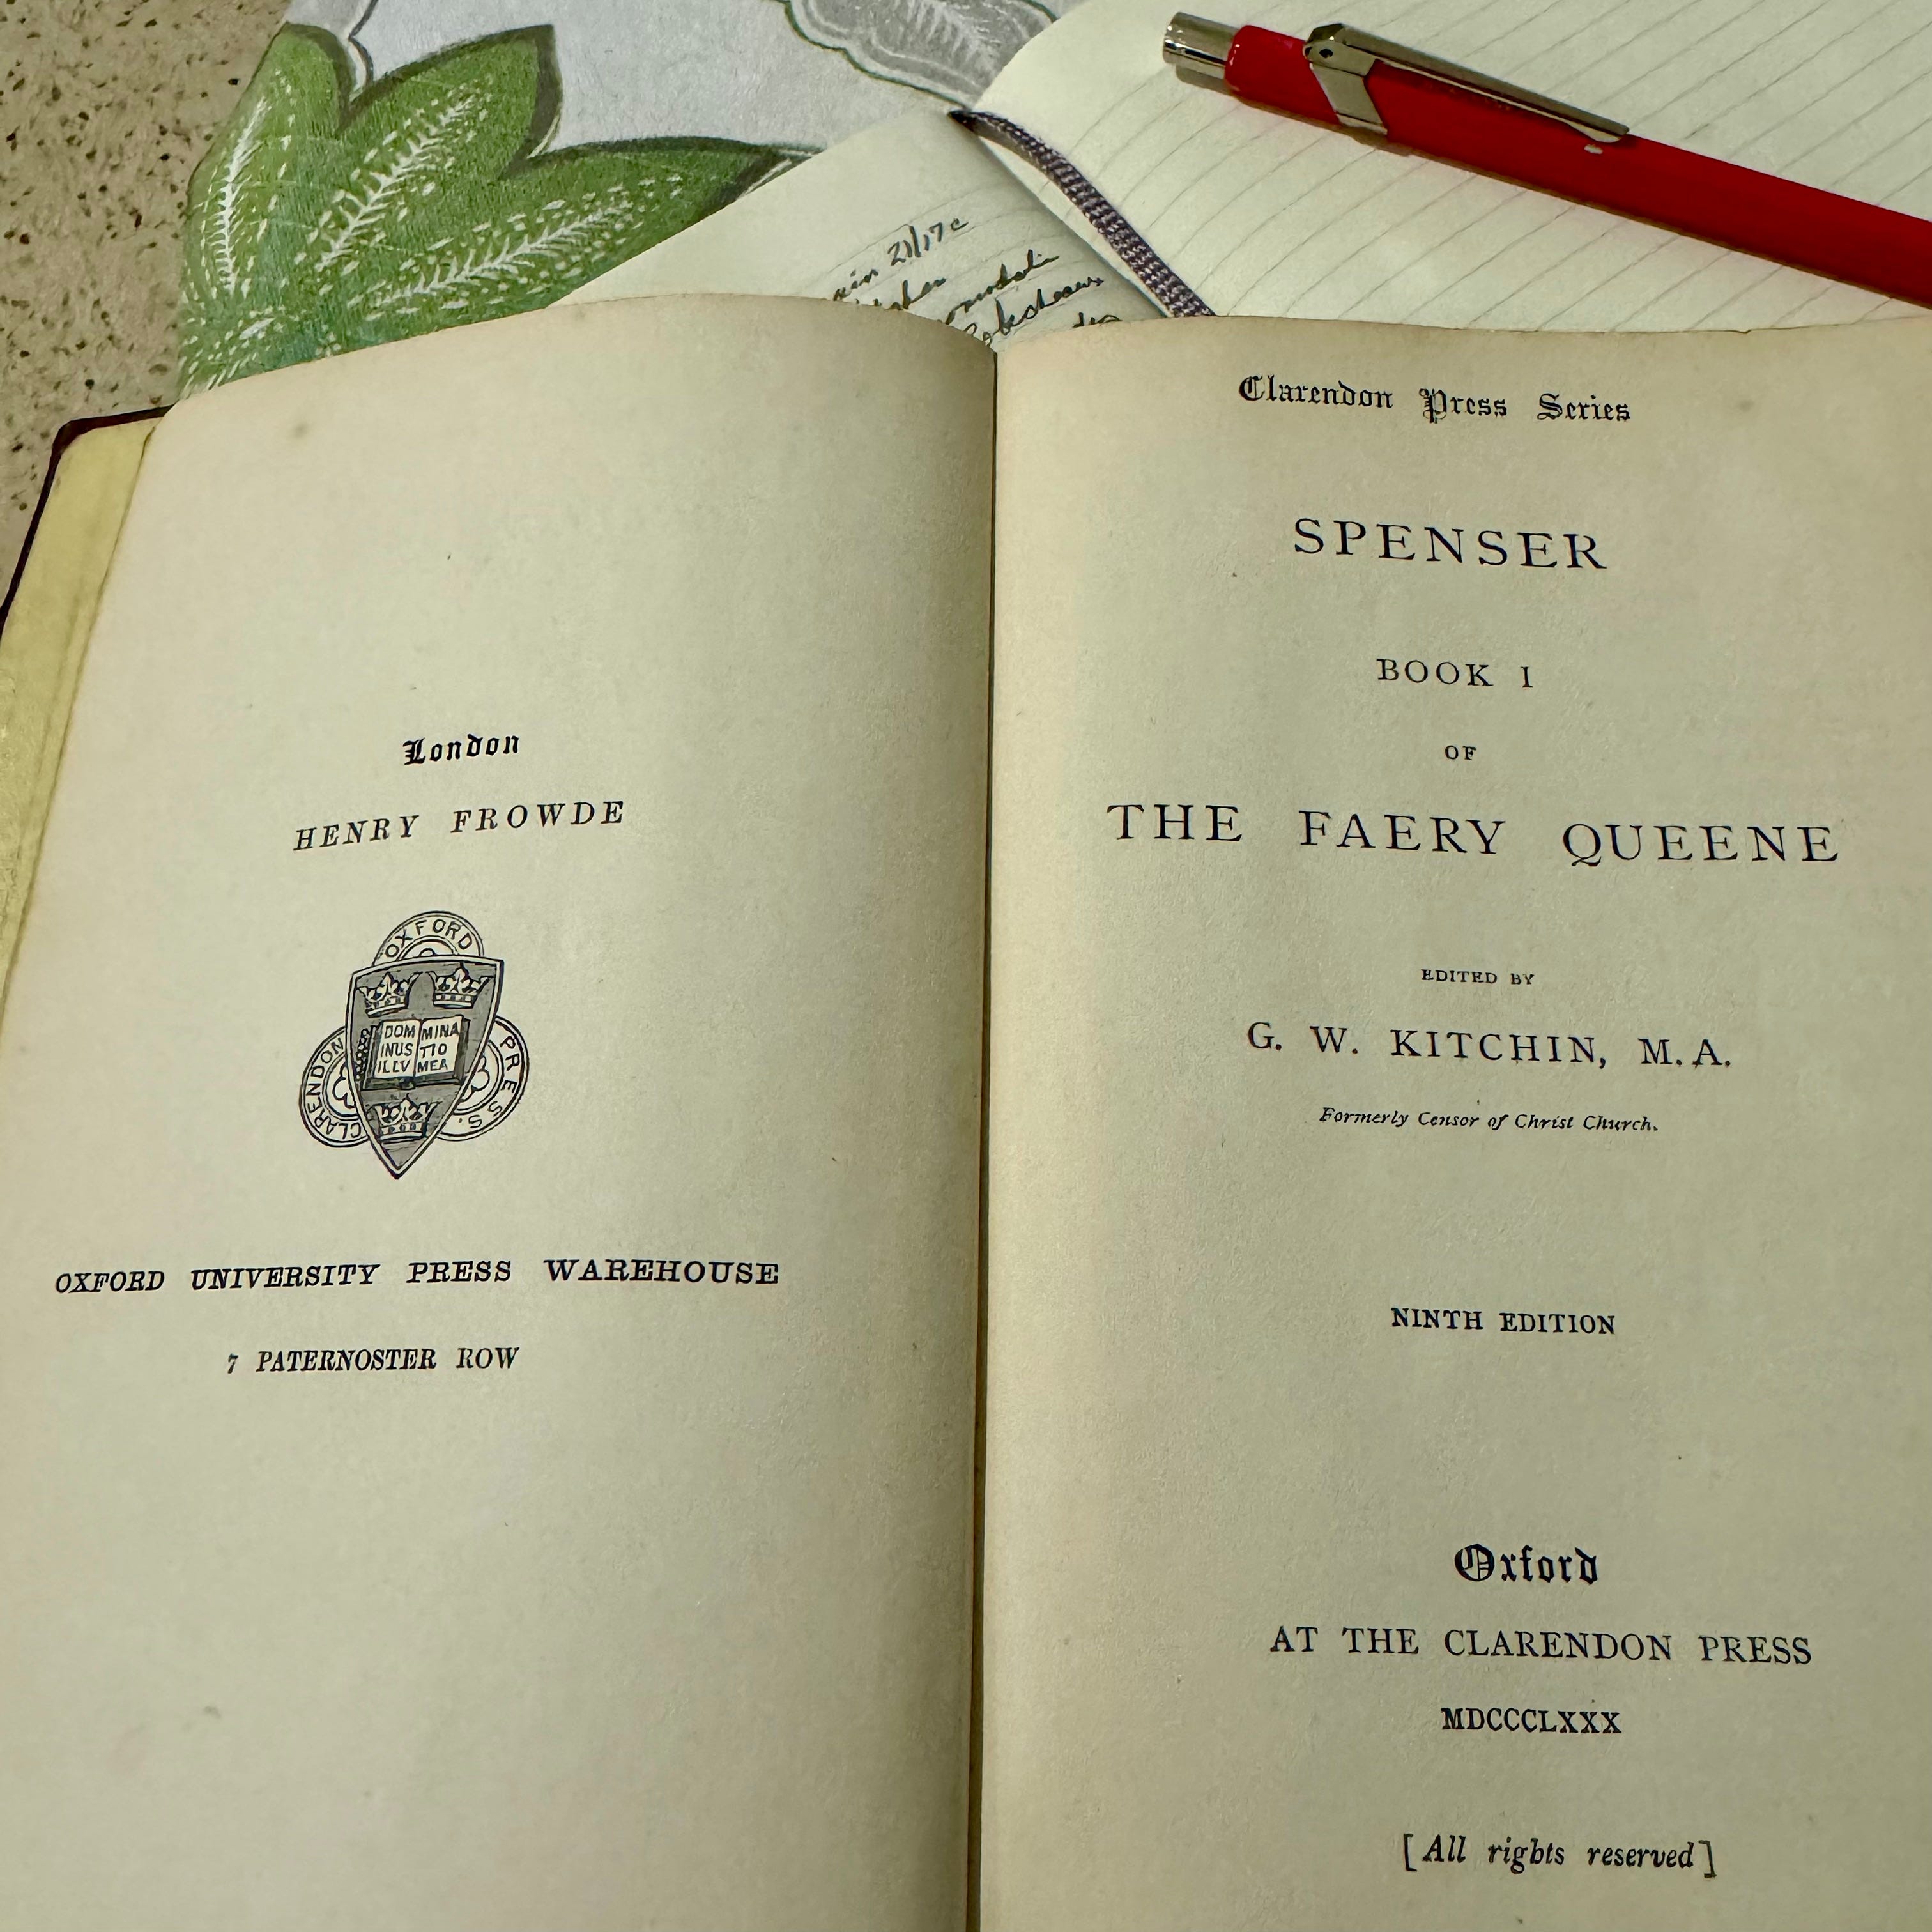 21/17c
London
HENRY FROWDE
OXFORD
CLARENDON
PRESS.
DOM MINA
INUS TIO
ILLV MEA
OXFORD UNIVERSITY PRESS WAREHOUSE
7 PATERNOSTER ROW
Clarendon Press Series
SPENSER
BOOK I
OF
THE FAERY QUEENE
EDITED BY
G. W. KITCHIN, M.A.
Formerly Censor of Christ Church.
NINTH EDITION
Oxford
AT THE CLARENDON PRESS
MDCCCLXXX
[All rights reserved]